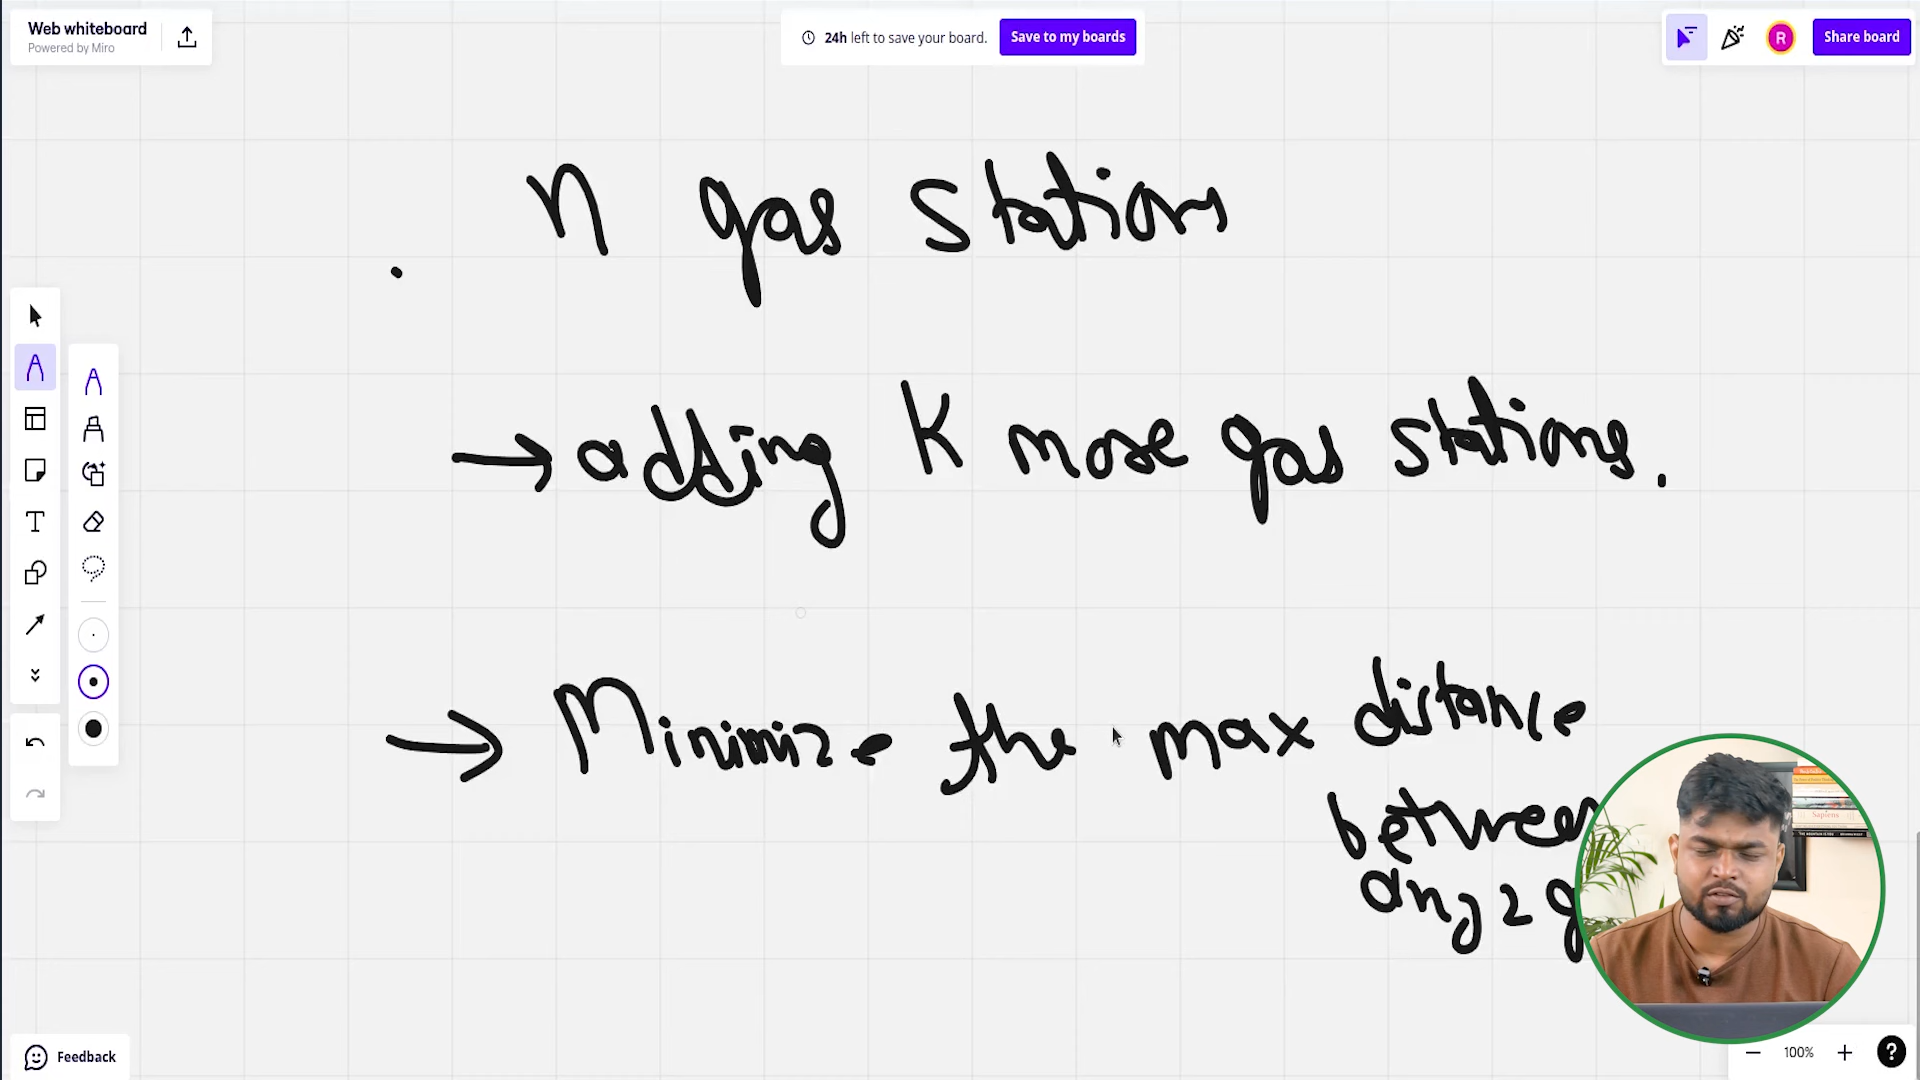 Web whiteboard
Powered by Miro
24h left to save your board.
Save to my boards
R
Share board
n gas stations
→ adding K more gas stations.
→ Minimize the max distance
between
any 2 g
Sapiens
Feedback
100%
?